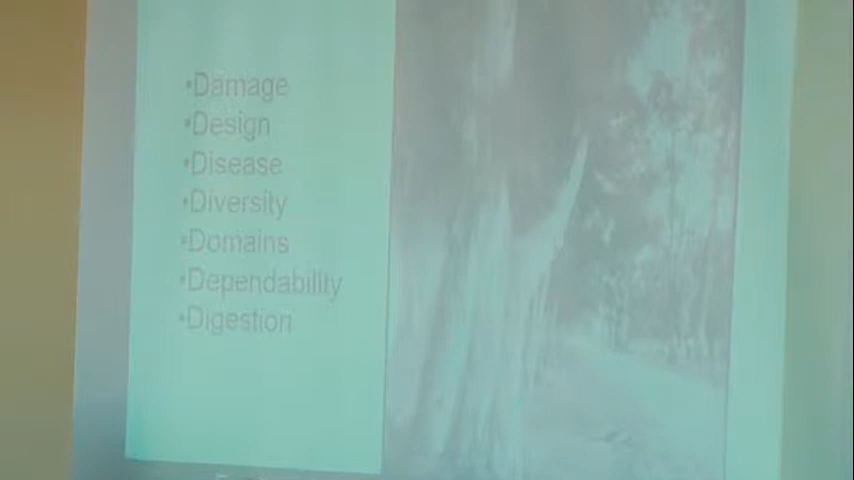 •Damage
•Design
•Disease
•Diversity
•Domains
•Dependability
•Digestion